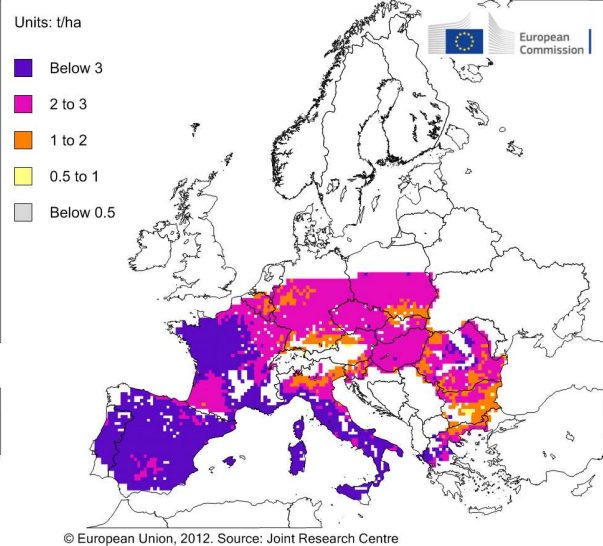 Units: t/ha
European
Commission
Below 3
2 to 3
1 to 2
0.5 to 1
Below 0.5
© European Union, 2012. Source: Joint Research Centre